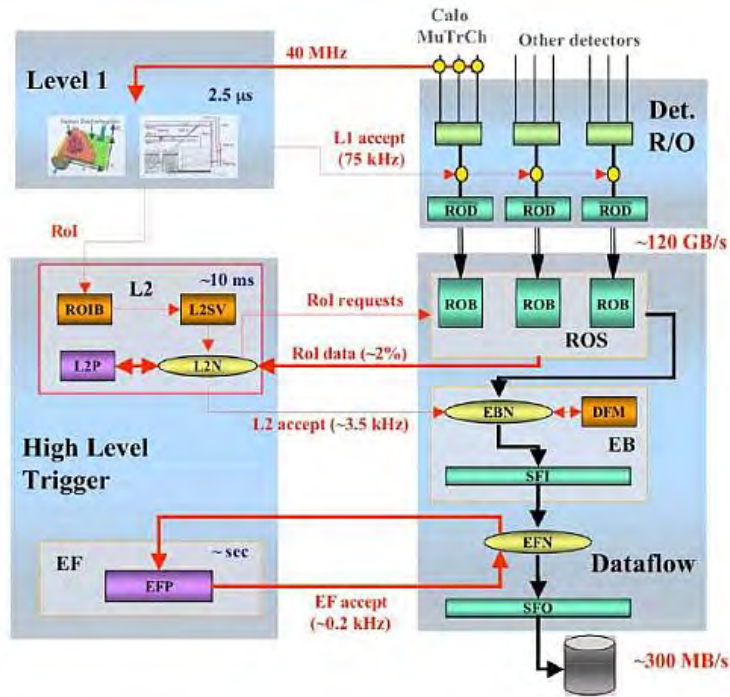 Calo
MuTrCh
Other detectors
40 MHz
Level 1
2.5 μs
Det.
R/O
L1 accept
(75 kHz)
ROD
ROD
ROD
RoI
~120 GB/s
L2
~10 ms
ROIB
L2SV
RoI requests
ROB
ROB
ROB
ROS
L2P
L2N
RoI data (~2%)
L2 accept (~3.5 kHz)
EBN
DFM
EB
High Level
Trigger
SFI
EF
~ sec
EFP
EFN
Dataflow
EF accept
(~0.2 kHz)
SFO
~300 MB/s